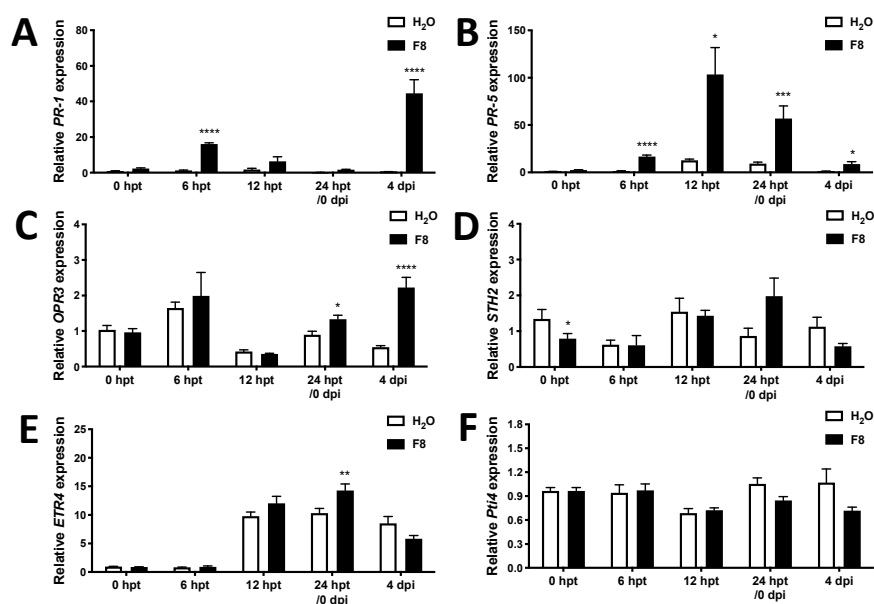 A
Relative PR-1 expression
80
60
40
20
0
H2O
F8
****
****
0 hpt 6 hpt 12 hpt 24 hpt 4 dpi
/0 dpi
B
Relative PR-5 expression
150
100
50
0
H2O
F8
****
*
***
*
0 hpt 6 hpt 12 hpt 24 hpt 4 dpi
/0 dpi
C
Relative OPR3 expression
4
3
2
1
0
H2O
F8
*
****
0 hpt 6 hpt 12 hpt 24 hpt 4 dpi
/0 dpi
D
Relative STH2 expression
4
3
2
1
0
H2O
F8
*
0 hpt 6 hpt 12 hpt 24 hpt 4 dpi
/0 dpi
E
Relative ETR4 expression
25
20
15
10
5
0
H2O
F8
**
0 hpt 6 hpt 12 hpt 24 hpt 4 dpi
/0 dpi
F
Relative Pti4 expression
1.8
1.5
1.2
0.9
0.6
0.3
0.0
H2O
F8
0 hpt 6 hpt 12 hpt 24 hpt 4 dpi
/0 dpi